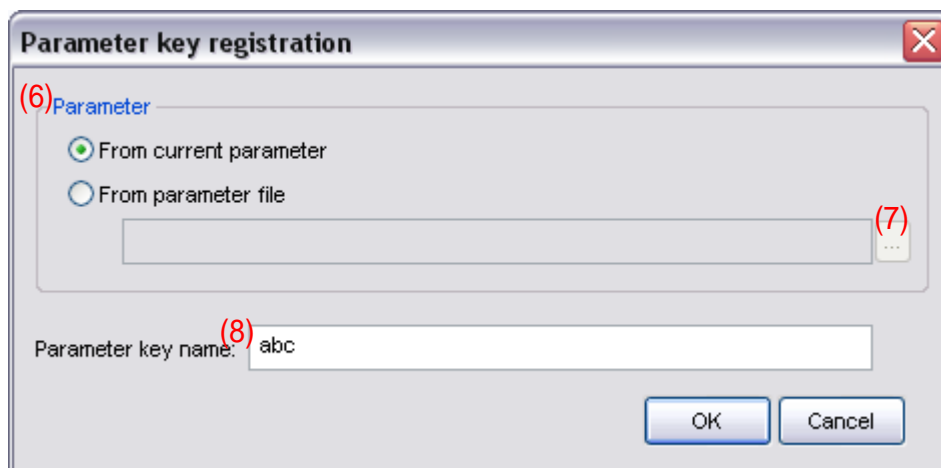 Parameter key registration
(6) Parameter
From current parameter
From parameter file
(7)
...
Parameter key name: (8) abc
OK Cancel